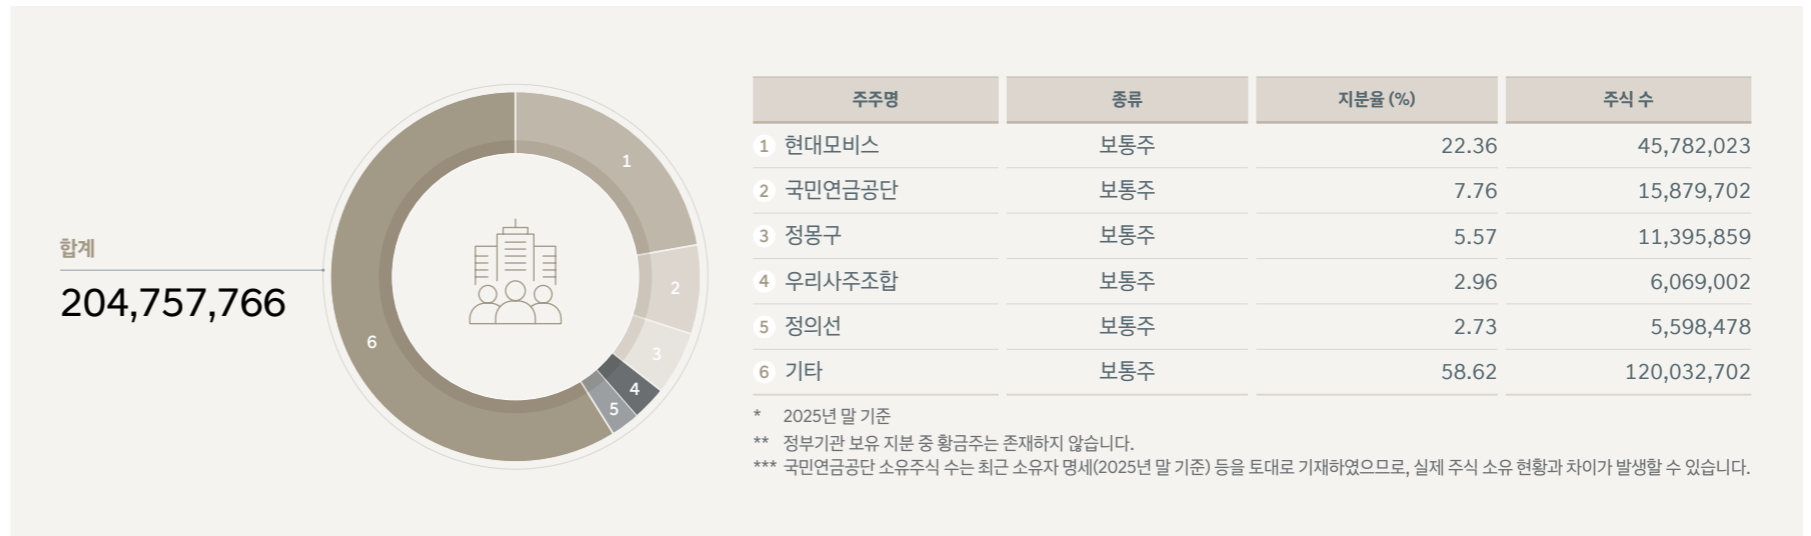 합계
204,757,766
1
2
3
4
5
6
주주명 종류 지분율 (%) 주식 수
1 현대모비스 보통주 22.36 45,782,023
2 국민연금공단 보통주 7.76 15,879,702
3 정몽구 보통주 5.57 11,395,859
4 우리사주조합 보통주 2.96 6,069,002
5 정의선 보통주 2.73 5,598,478
6 기타 보통주 58.62 120,032,702
* 2025년 말 기준
** 정부기관 보유 지분 중 황금주는 존재하지 않습니다.
*** 국민연금공단 소유주식 수는 최근 소유자 명세(2025년 말 기준) 등을 토대로 기재하였으므로, 실제 주식 소유 현황과 차이가 발생할 수 있습니다.